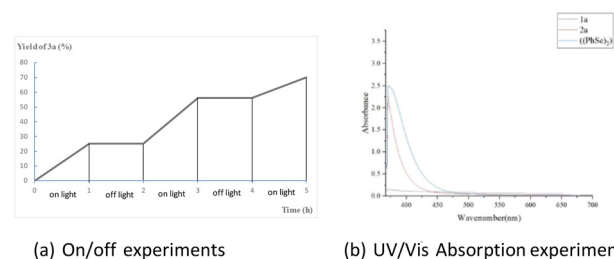 Yield of 3a (%)
80
70
60
50
40
30
20
10
0
0 1 2 3 4 5
on light off light on light off light on light
Time (h)
(a) On/off experiments
1a
2a
((PhSe)₂)
Absorbance
3.5
3.0
2.5
2.0
1.5
1.0
0.5
0.0
400 450 500 550 600 650 700
Wavenumber(nm)
(b) UV/Vis Absorption experimen